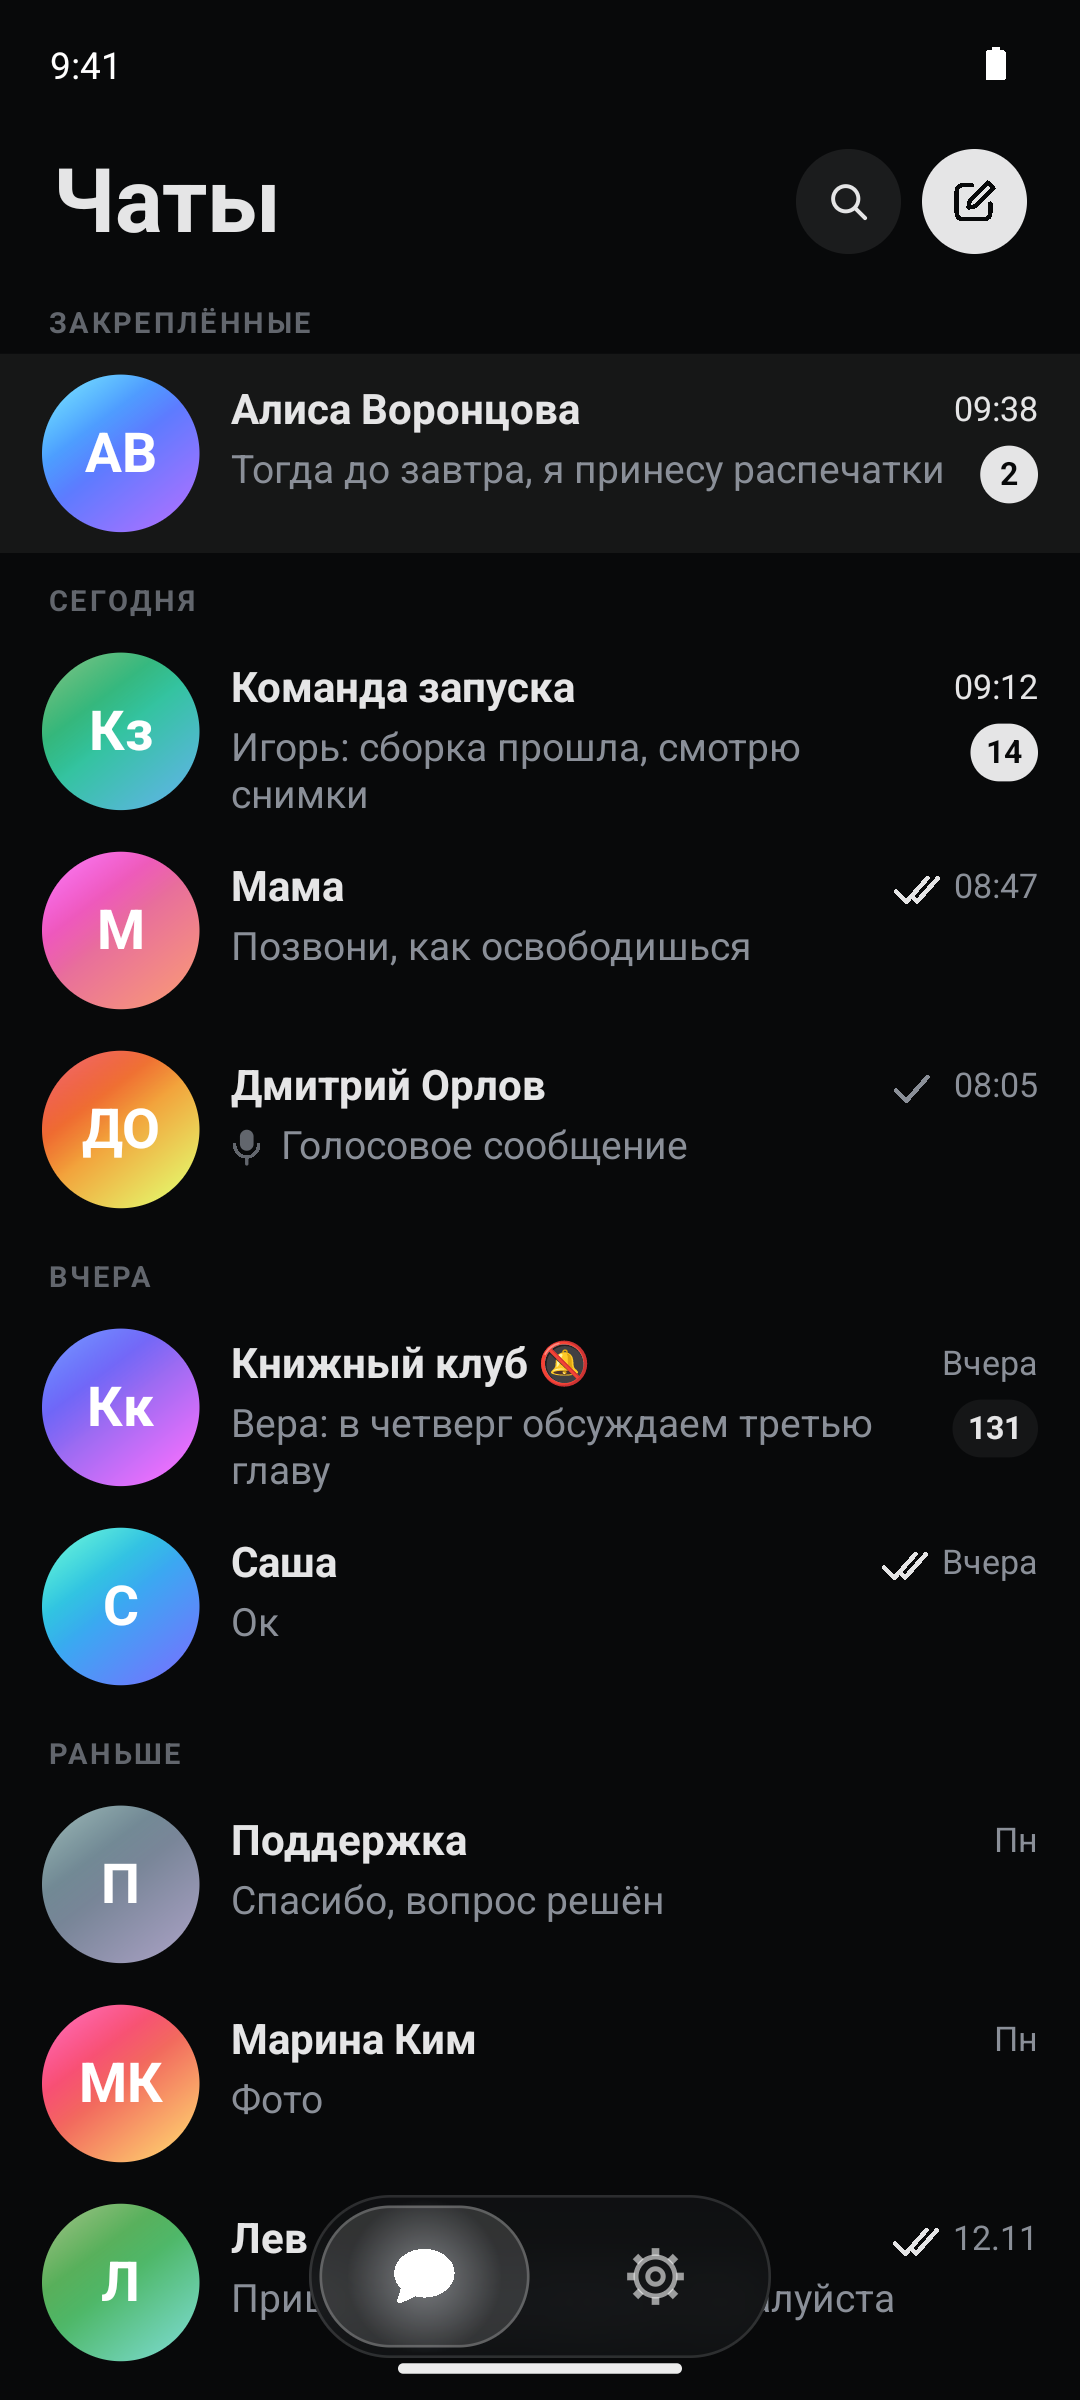 9:41
Чаты
ЗАКРЕПЛЁННЫЕ
АВ
Алиса Воронцова
09:38
Тогда до завтра, я принесу распечатки
2
СЕГОДНЯ
Кз
Команда запуска
09:12
Игорь: сборка прошла, смотрю
снимки
14
М
Мама
08:47
Позвони, как освободишься
ДО
Дмитрий Орлов
08:05
Голосовое сообщение
ВЧЕРА
Кк
Книжный клуб 🔕
Вчера
Вера: в четверг обсуждаем третью
главу
131
С
Саша
Вчера
Ок
РАНЬШЕ
П
Поддержка
Пн
Спасибо, вопрос решён
МК
Марина Ким
Пн
Фото
Л
Лев
12.11